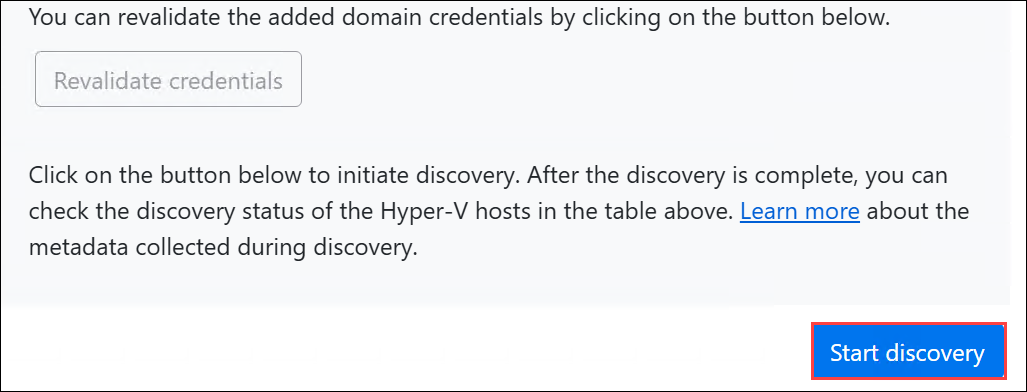 You can revalidate the added domain credentials by clicking on the button below.
Revalidate credentials
Click on the button below to initiate discovery. After the discovery is complete, you can
check the discovery status of the Hyper-V hosts in the table above. Learn more about the
metadata collected during discovery.
Start discovery